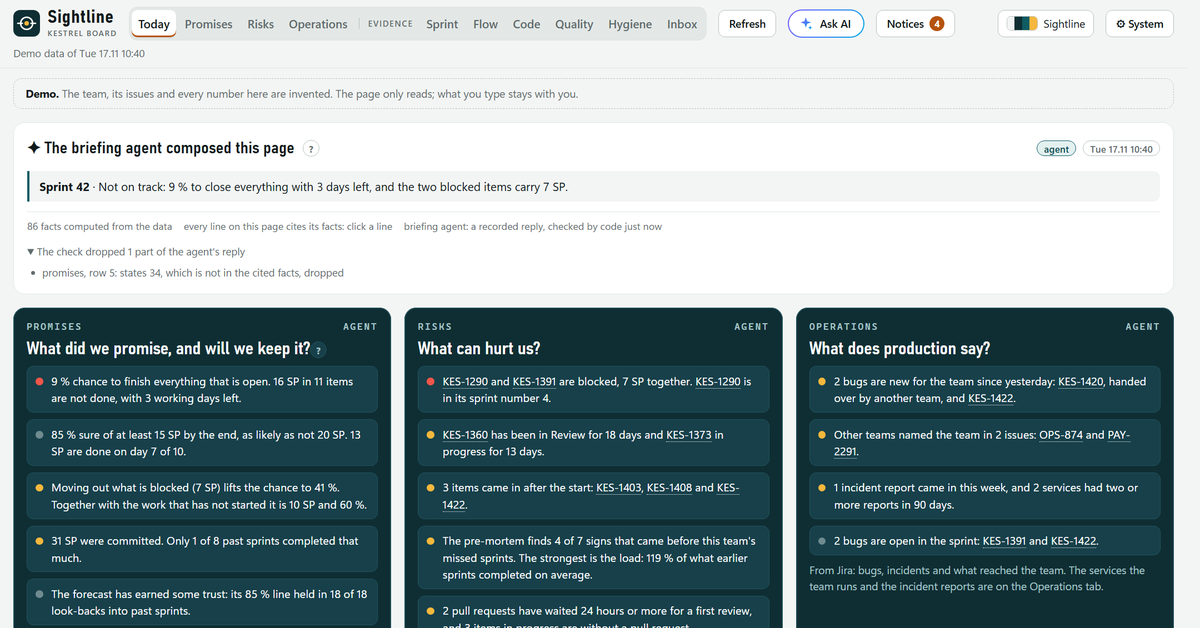 Sightline
KESTREL BOARD
Today Promises Risks Operations EVIDENCE Sprint Flow Code Quality Hygiene Inbox Refresh Ask AI Notices 4 Sightline System
Demo data of Tue 17.11 10:40
Demo. The team, its issues and every number here are invented. The page only reads; what you type stays with you.
The briefing agent composed this page ?
agent Tue 17.11 10:40
Sprint 42 · Not on track: 9 % to close everything with 3 days left, and the two blocked items carry 7 SP.
86 facts computed from the data every line on this page cites its facts: click a line briefing agent: a recorded reply, checked by code just now
▼ The check dropped 1 part of the agent's reply
• promises, row 5: states 34, which is not in the cited facts, dropped
PROMISES AGENT
What did we promise, and will we keep it? ?
9 % chance to finish everything that is open. 16 SP in 11 items
are not done, with 3 working days left.
85 % sure of at least 15 SP by the end, as likely as not 20 SP. 13
SP are done on day 7 of 10.
Moving out what is blocked (7 SP) lifts the chance to 41 %.
Together with the work that has not started it is 10 SP and 60 %.
31 SP were committed. Only 1 of 8 past sprints completed that
much.
The forecast has earned some trust: its 85 % line held in 18 of 18
look-backs into past sprints.
RISKS AGENT
What can hurt us?
KES-1290 and KES-1391 are blocked, 7 SP together. KES-1290 is
in its sprint number 4.
KES-1360 has been in Review for 18 days and KES-1373 in
progress for 13 days.
3 items came in after the start: KES-1403, KES-1408 and KES-
1422.
The pre-mortem finds 4 of 7 signs that came before this team's
missed sprints. The strongest is the load: 119 % of what earlier
sprints completed on average.
2 pull requests have waited 24 hours or more for a first review,
and 3 items in progress are without a pull request.
OPERATIONS AGENT
What does production say?
2 bugs are new for the team since yesterday: KES-1420, handed
over by another team, and KES-1422.
Other teams named the team in 2 issues: OPS-874 and PAY-
2291.
1 incident report came in this week, and 2 services had two or
more reports in 90 days.
2 bugs are open in the sprint: KES-1391 and KES-1422.
From Jira: bugs, incidents and what reached the team. The services the
team runs and the incident reports are on the Operations tab.